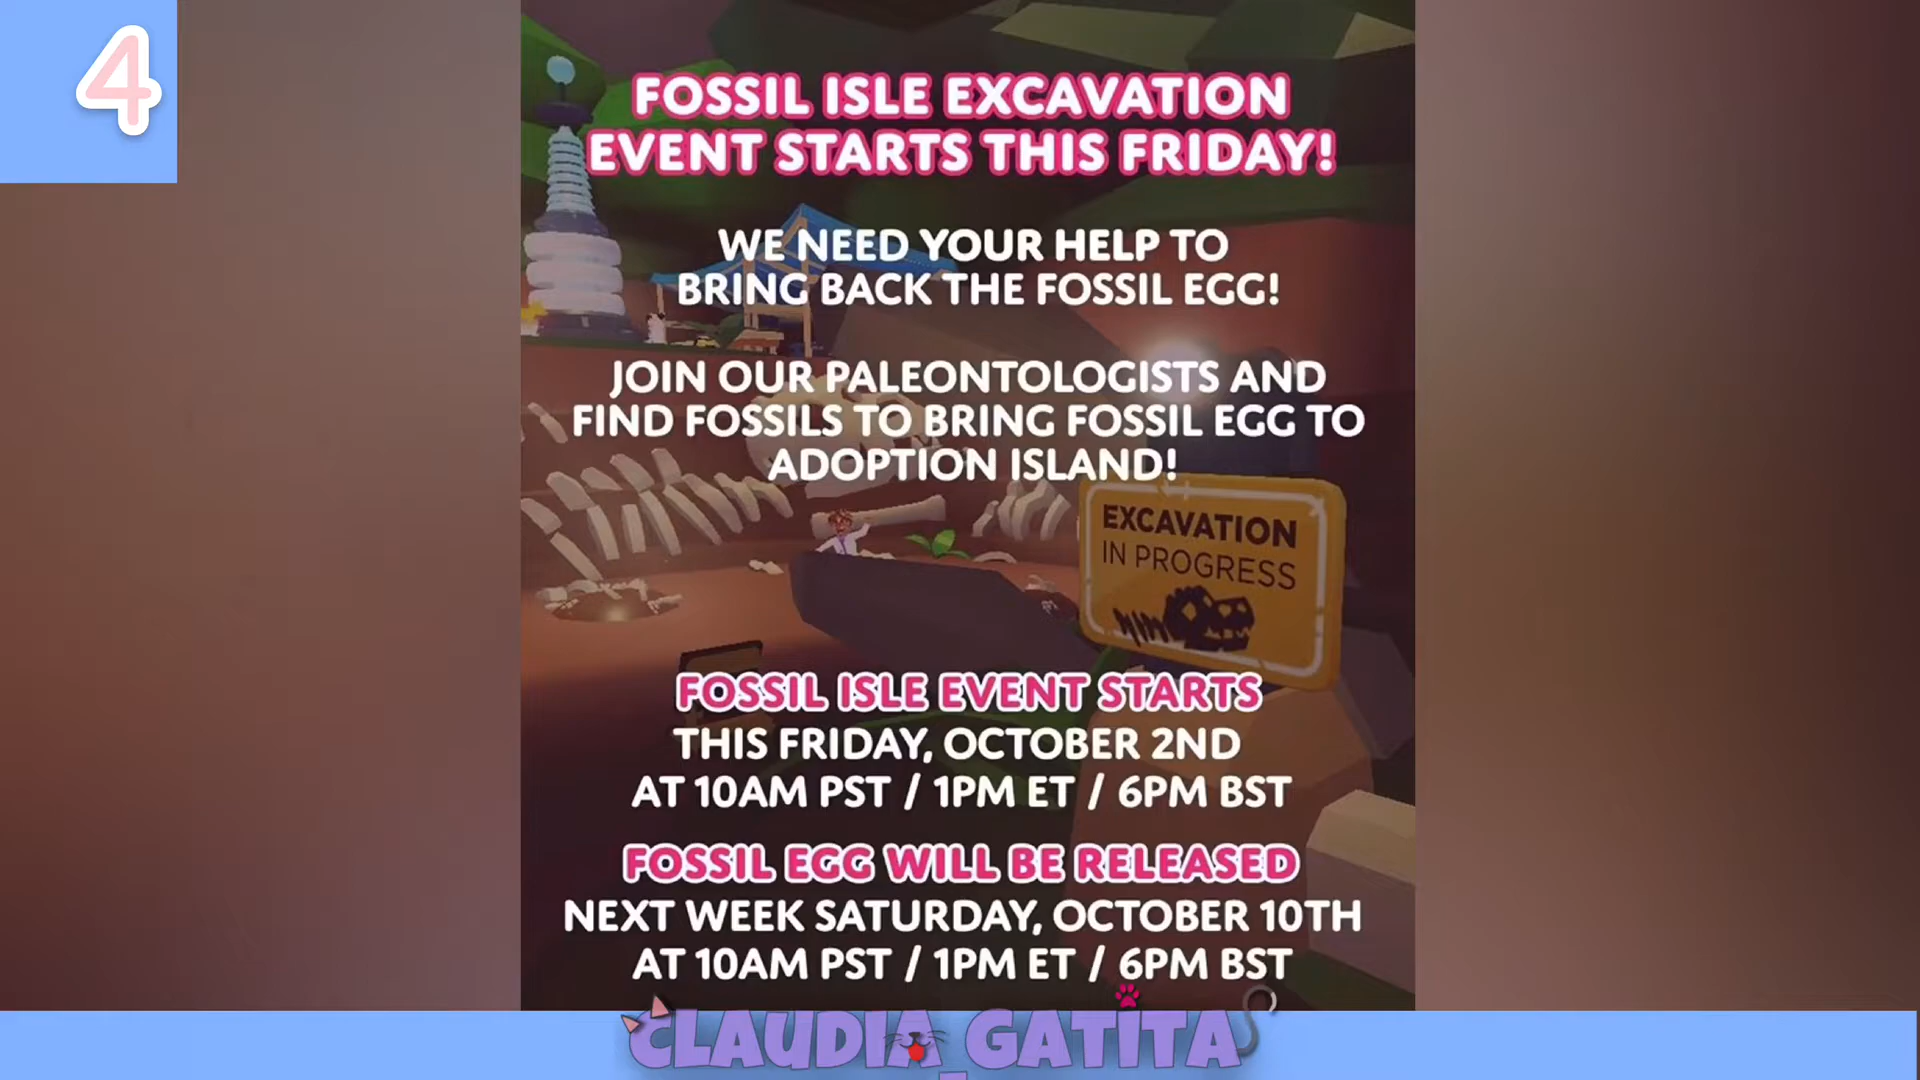 4
FOSSIL ISLE EXCAVATION
EVENT STARTS THIS FRIDAY!
WE NEED YOUR HELP TO
BRING BACK THE FOSSIL EGG!
JOIN OUR PALEONTOLOGISTS AND
FIND FOSSILS TO BRING FOSSIL EGG TO
ADOPTION ISLAND!
EXCAVATION
IN PROGRESS
FOSSIL ISLE EVENT STARTS
THIS FRIDAY, OCTOBER 2ND
AT 10AM PST / 1PM ET / 6PM BST
FOSSIL EGG WILL BE RELEASED
NEXT WEEK SATURDAY, OCTOBER 10TH
AT 10AM PST / 1PM ET / 6PM BST
CLAUDIA_GATITA